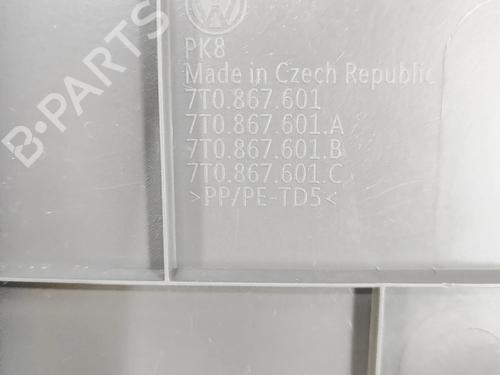 PK8
Made in Czech Republic
7T0.867.601
7T0.867.601.A
7T0.867.601.B
7T0.867.601.C
>PP/PE-TD5<
B-PARTS